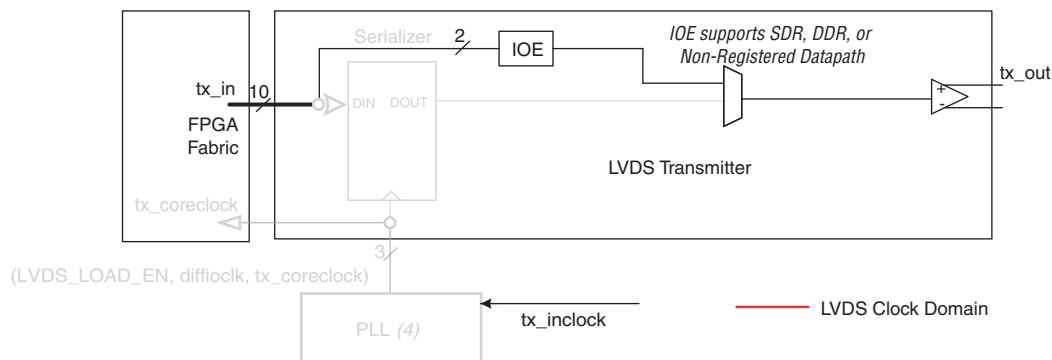 Serializer
2
IOE
IOE supports SDR, DDR, or
Non-Registered Datapath
tx_in
10
DIN
DOUT
+
-
tx_out
FPGA
Fabric
LVDS Transmitter
tx_coreclock
3
(LVDS_LOAD_EN, diffioclk, tx_coreclock)
PLL (4)
tx_inclock
LVDS Clock Domain